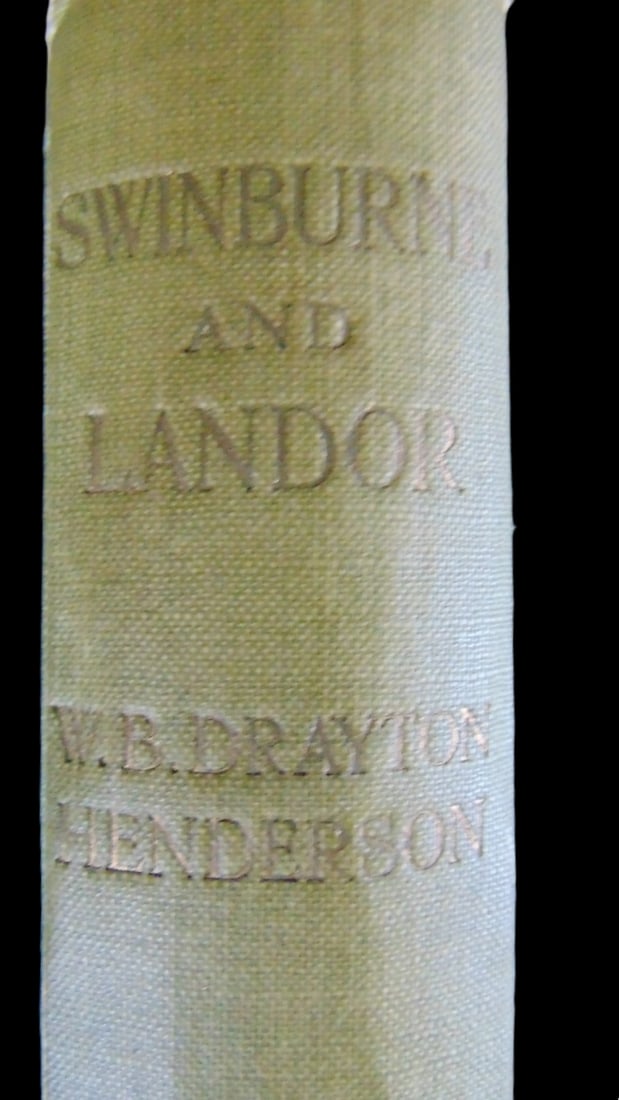 SWINBURNE
AND
LANDOR
W.B.DRAYTON
HENDERSON